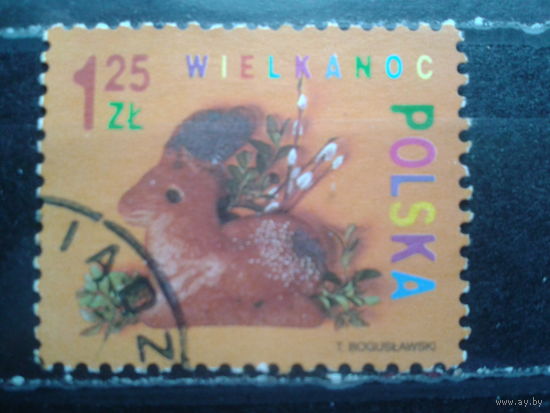 1 25 ZŁ
WIELKANOC
POLSKA
T. BOGUSŁAWSKI
I A Z
www.ay.by